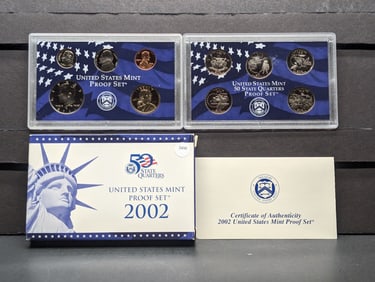 UNITED STATES MINT
PROOF SET®
UNITED STATES MINT
50 STATE QUARTERS
PROOF SET®
50
STATE
QUARTERS
UNITED STATES MINT
PROOF SET®
2002
Certificate of Authenticity
2002 United States Mint Proof Set®